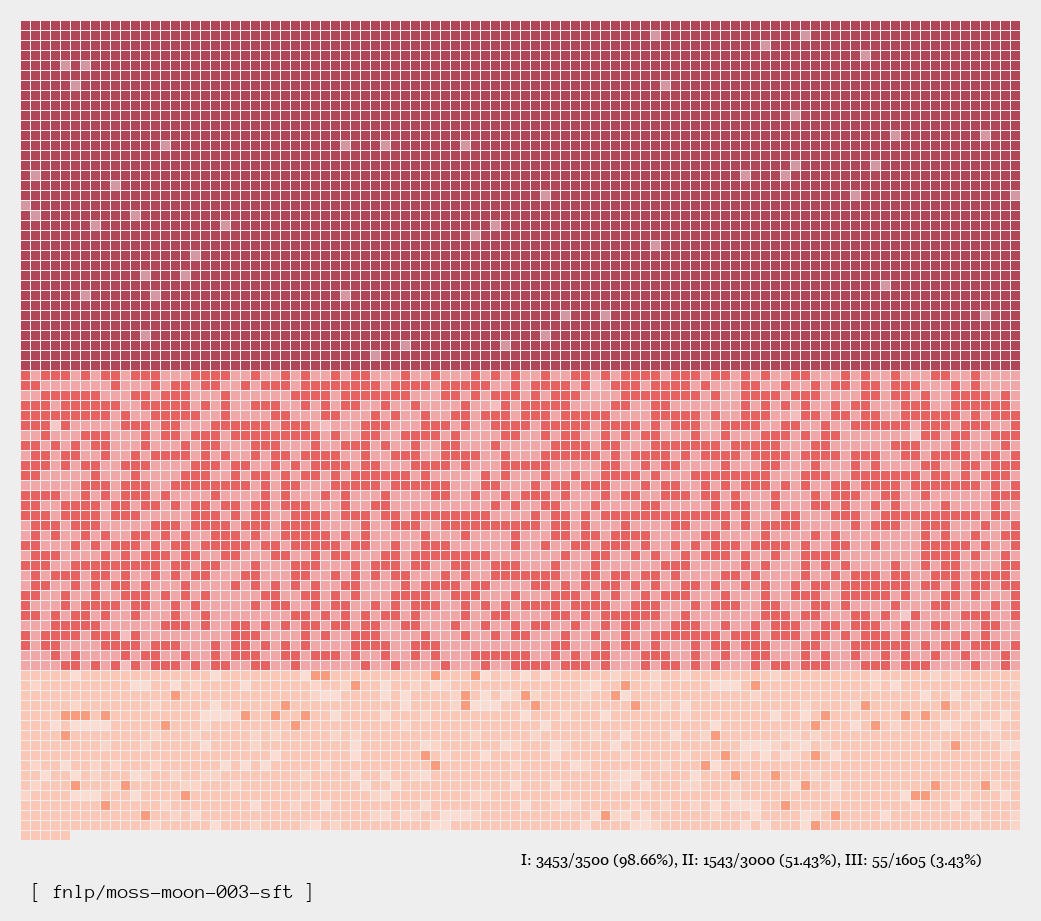 I: 3453/3500 (98.66%), II: 1543/3000 (51.43%), III: 55/1605 (3.43%)
[ fnlp/moss-moon-003-sft ]